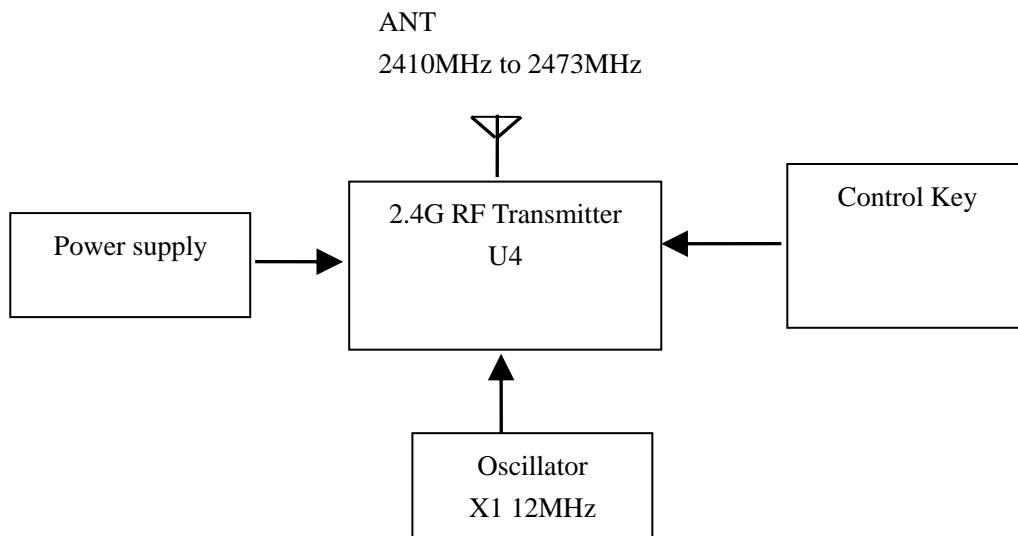 ANT
2410MHz to 2473MHz
2.4G RF Transmitter
U4
Control Key
Power supply
Oscillator
X1 12MHz